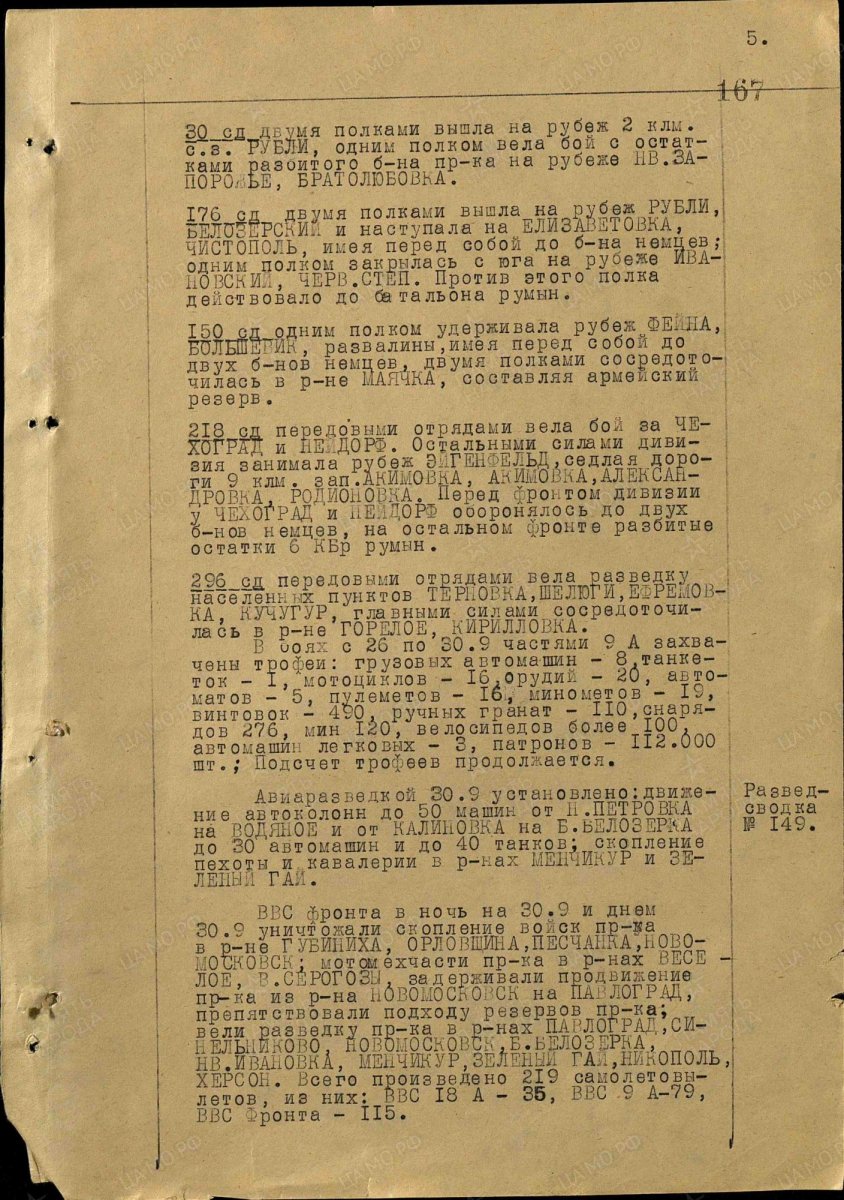 5.
167
30 сд двумя полками вышла на рубеж 2 клм.
с.з. РУБЛИ, одним полком вела бой с остат-
ками разбитого б-на пр-ка на рубеже НВ.ЗА-
ПОРОЖЬЕ, БРАТОЛЮБОВКА.
176 сд двумя полками вышла на рубеж РУБЛИ,
БЕЛОЗЕРСКИЙ и наступала на ЕЛИЗАВЕТОВКА,
ЧИСТОПОЛЬ, имея перед собой до б-на немцев;
одним полком закрылась с юга на рубеже ИВА-
НОВСКИЙ, ЧЕРВ.СТЕП. Против этого полка
действовало до батальона румын.
150 сд одним полком удерживала рубеж ФЕЙНА,
БОЛЬШЕРИК, развалины,имея перед собой до
двух б-нов немцев, двумя полками сосредото-
чилась в р-не МАЯЧКА, составляя армейский
резерв.
218 сд передовыми отрядами вела бой за ЧЕ-
ХОГРАД и НЕЙДОРФ. Остальными силами диви-
зия занимала рубеж ЭЙГЕНФЕЛЬД,седлая доро-
ги 9 клм. зап.АКИМОВКА, АКИМОВКА,АЛЕКСАН-
ДРОВКА, РОДИОНОВКА. Перед фронтом дивизии
у ЧЕХОГРАД и НЕЙДОРФ оборонялось до двух
б-нов немцев, на остальном фронте разбитые
остатки 6 КБр румын.
296 сд передовыми отрядами вела разведку
населенных пунктов ТЕРНОВКА,ШЕЛЮГИ,ЕФРЕМОВ-
КА, КУЧУГУР, главными силами сосредоточи-
лась в р-не ГОРЕЛОЕ, КИРИЛЛОВКА.
В боях с 26 по 30.9 частями 9 А захва-
чены трофеи: грузовых автомашин - 8,танке-
ток - 1, мотоциклов - 16,орудий - 20, авто-
матов - 5, пулеметов - 16, минометов - 19,
винтовок - 490, ручных гранат - 110,снаря-
дов 276, мин 120, велосипедов более 100,
автомашин легковых - 3, патронов - 112.000
шт.; Подсчет трофеев продолжается.
Авиаразведкой 30.9 установлено:движе-
ние автоколонн до 50 машин от Н.ПЕТРОВКА
на ВОДЯНОЕ и от КАЛИНОВКА на Б.БЕЛОЗЕРКА
до 30 автомашин и до 40 танков; скопление
пехоты и кавалерии в р-нах МЕНЧИКУР и ЗЕ-
ЛЕНЫЙ ГАЙ.
Развед-
сводка
№ 149.
ВВС фронта в ночь на 30.9 и днем
30.9 уничтожали скопление войск пр-ка
в р-не ГУБИНИХА, ОРЛОВЩИНА,ПЕСЧАНКА,НОВО-
МОСКОВСК; мотомехчасти пр-ка в р-нах ВЕСЕ -
ЛОЕ, В.СЕРОГОЗЫ, задерживали продвижение
пр-ка из р-на НОВОМОСКОВСК на ПАВЛОГРАД,
препятствовали подходу резервов пр-ка;
вели разведку пр-ка в р-нах ПАВЛОГРАД,СИ-
НЕЛЬНИКОВО, НОВОМОСКОВСК,Б.БЕЛОЗЕРКА,
НВ.ИВАНОВКА, МЕНЧИКУР,ЗЕЛЕНЫЙ ГАЙ,НИКОПОЛЬ,
ХЕРСОН. Всего произведено 219 самолетовы-
летов, из них: ВВС 18 А - 35, ВВС 9 А-79,
ВВС Фронта - 115.